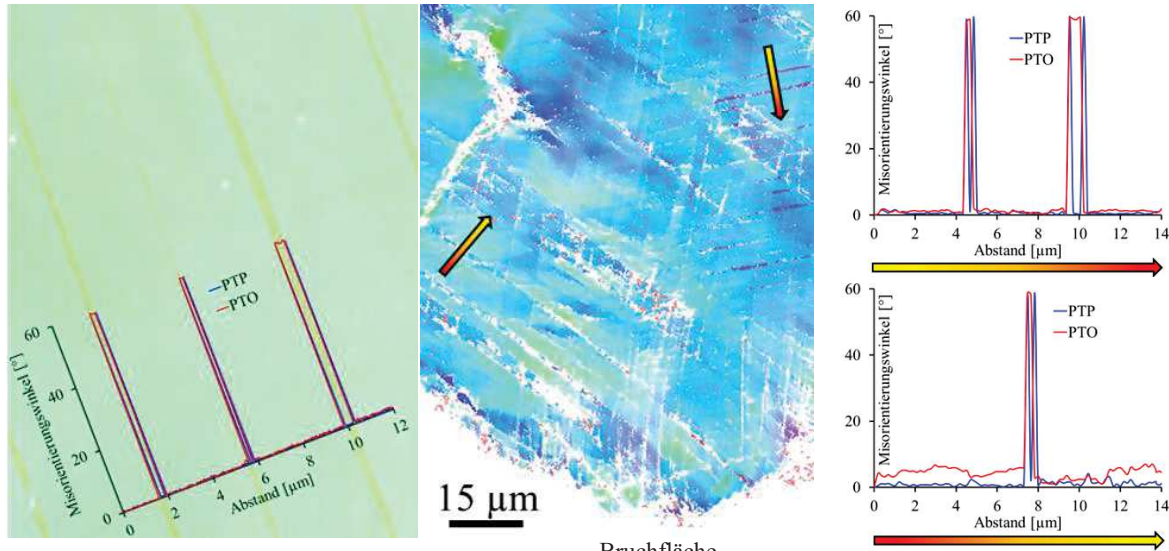 60
40
20
0
Misorientierungswinkel [°]
PTP
PTO
0
2
4
6
8
10
12
Abstand [µm]
15 µm
Bruchfläche
60
40
20
0
Misorientierungswinkel [°]
PTP
PTO
0 2 4 6 8 10 12 14
Abstand [µm]
60
40
20
0
Misorientierungswinkel [°]
PTP
PTO
0 2 4 6 8 10 12 14
Abstand [µm]